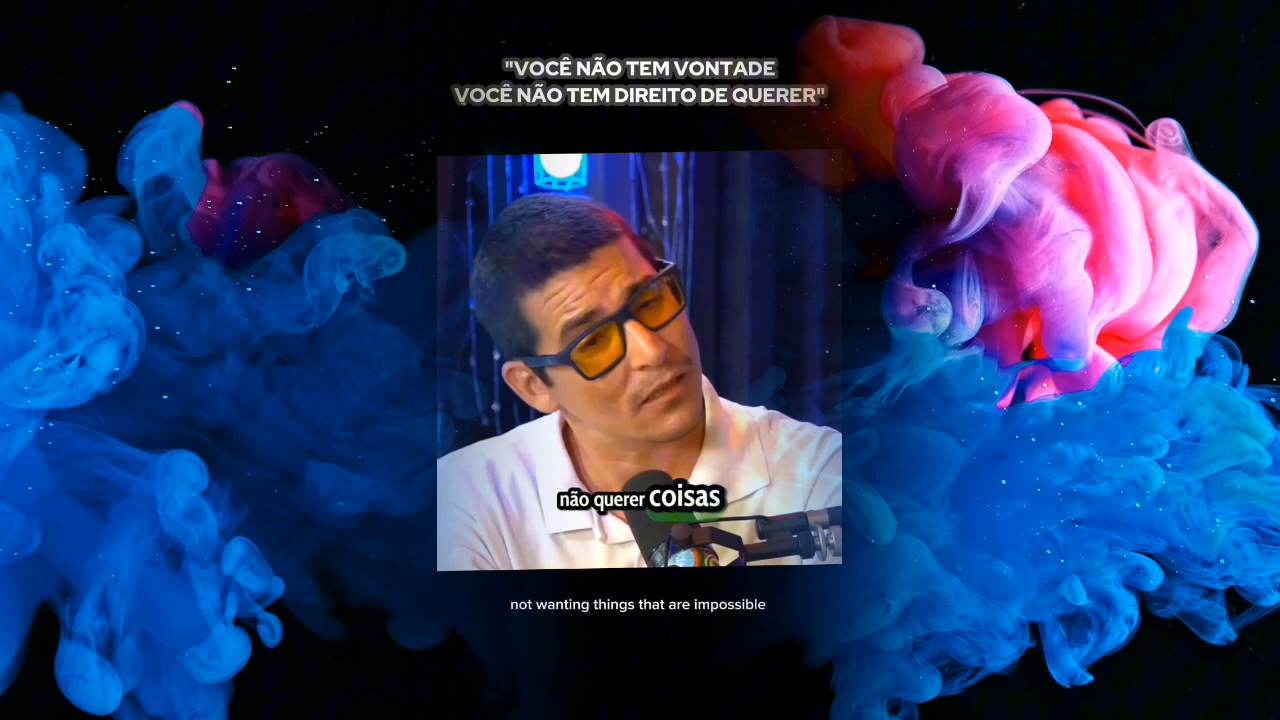 "VOCÊ NÃO TEM VONTADE
VOCÊ NÃO TEM DIREITO DE QUERER"
não querer coisas
not wanting things that are impossible